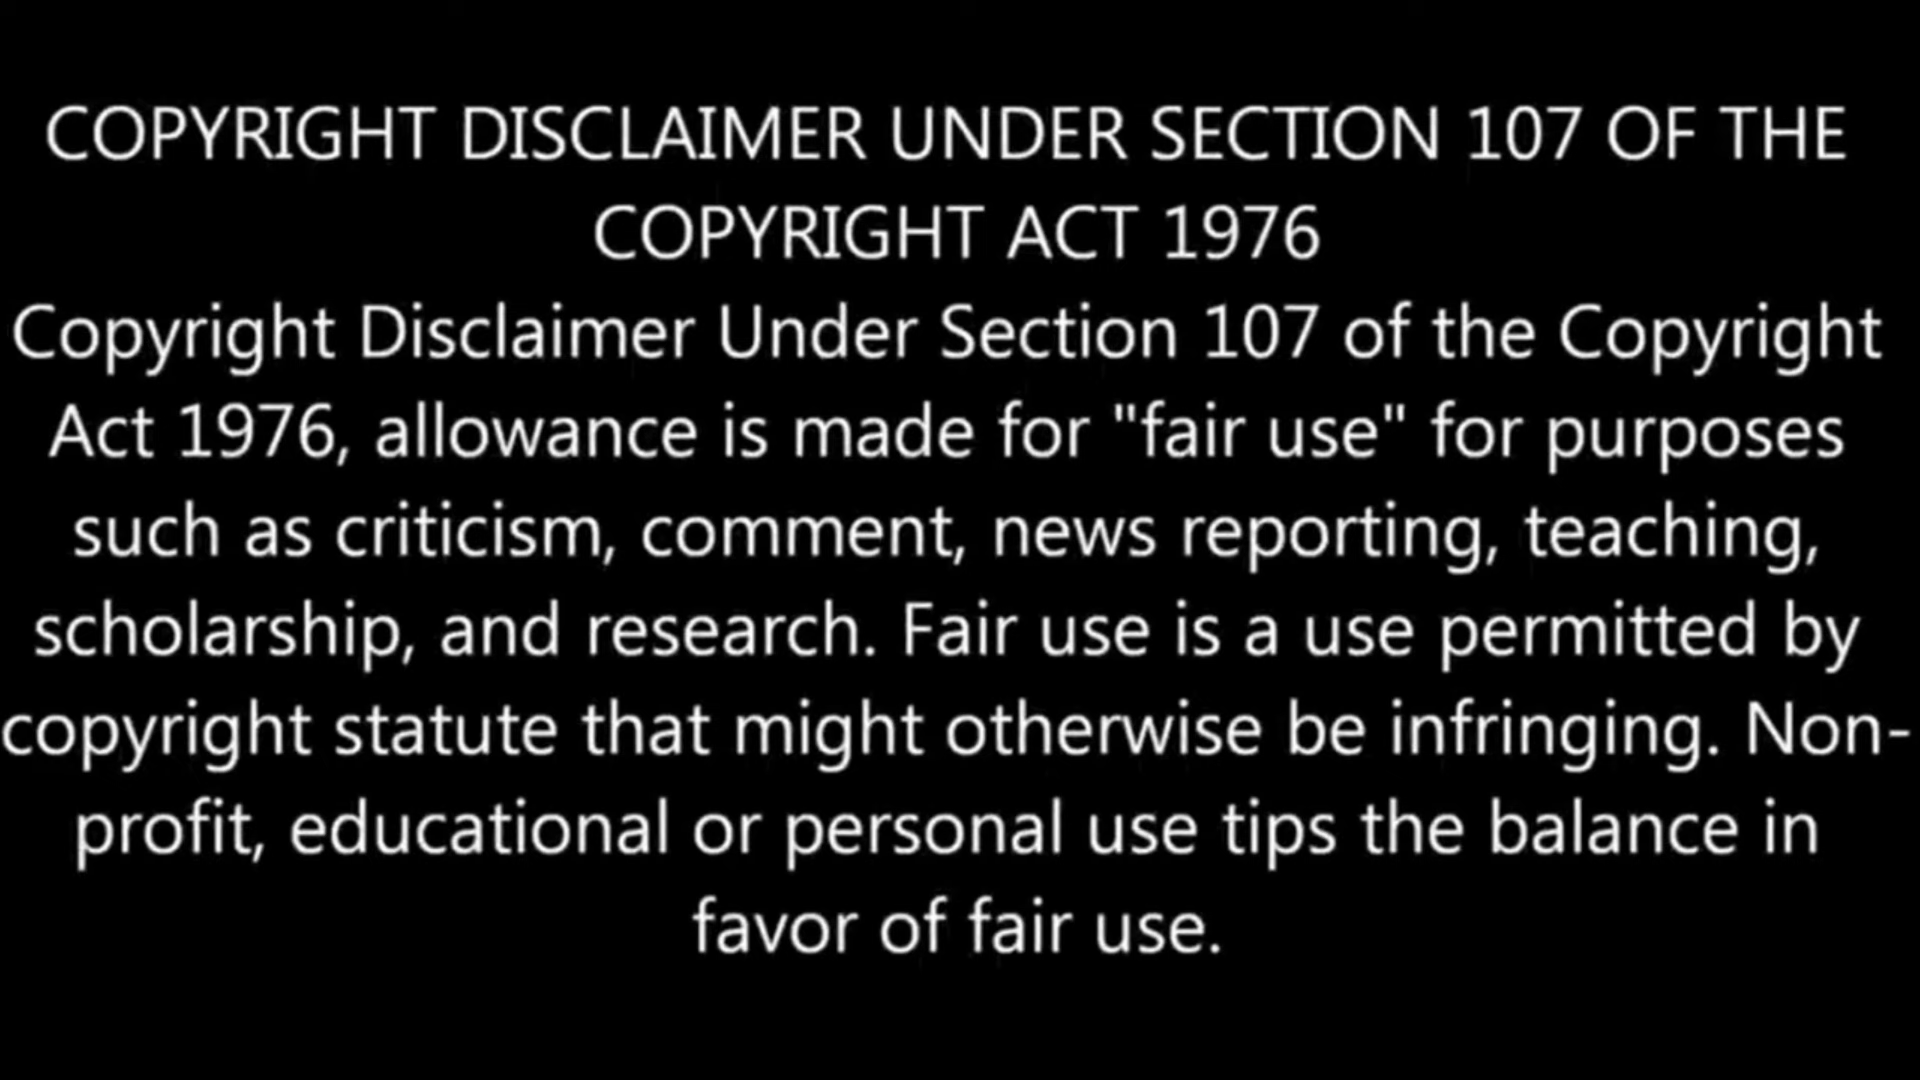 COPYRIGHT DISCLAIMER UNDER SECTION 107 OF THE
COPYRIGHT ACT 1976
Copyright Disclaimer Under Section 107 of the Copyright
Act 1976, allowance is made for "fair use" for purposes
such as criticism, comment, news reporting, teaching,
scholarship, and research. Fair use is a use permitted by
copyright statute that might otherwise be infringing. Non-
profit, educational or personal use tips the balance in
favor of fair use.